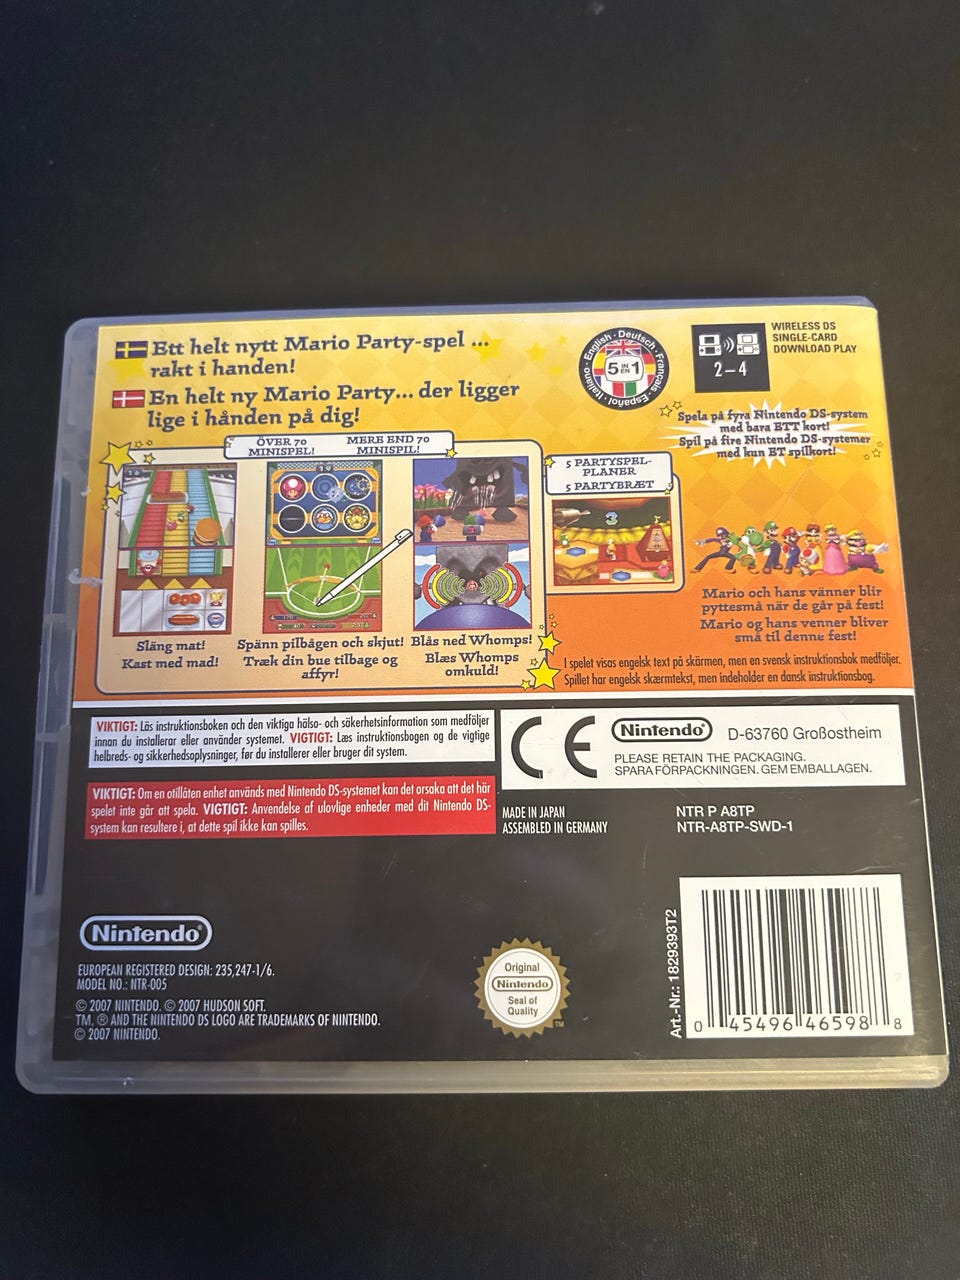 Ett helt nytt Mario Party-spel ...
rakt i handen!
En helt ny Mario Party... der ligger
lige i hånden på dig!
English · Deutsch · Français · Español · Italiano
5 IN EN 1
WIRELESS DS
SINGLE-CARD
DOWNLOAD PLAY
2–4
Spela på fyra Nintendo DS-system
med bara ETT kort!
Spil på fire Nintendo DS-systemer
med kun ET spilkort!
ÖVER 70
MINISPEL!
MERE END 70
MINISPIL!
5 PARTYSPEL-
PLANER
5 PARTYBRÆT
19
3
Släng mat!
Kast med mad!
Spänn pilbågen och skjut!
Træk din bue tilbage og
affyr!
Blås ned Whomps!
Blæs Whomps
omkuld!
Mario och hans vänner blir
pyttesmå när de går på fest!
Mario og hans venner bliver
små til denne fest!
I spelet visas engelsk text på skärmen, men en svensk instruktionsbok medföljer.
Spillet har engelsk skærmtekst, men indeholder en dansk instruktionsbog.
VIKTIGT: Läs instruktionsboken och den viktiga hälso- och säkerhetsinformation som medföljer
innan du installerar eller använder systemet. VIGTIGT: Læs instruktionsbogen og de vigtige
helbreds- og sikkerhedsoplysninger, før du installerer eller bruger dit system.
VIKTIGT: Om en otillåten enhet används med Nintendo DS-systemet kan det orsaka att det här
spelet inte går att spela. VIGTIGT: Anvendelse af ulovlige enheder med dit Nintendo DS-
system kan resultere i, at dette spil ikke kan spilles.
CE
Nintendo®
D-63760 Großostheim
PLEASE RETAIN THE PACKAGING.
SPARA FÖRPACKNINGEN. GEM EMBALLAGEN.
MADE IN JAPAN
ASSEMBLED IN GERMANY
NTR P A8TP
NTR-A8TP-SWD-1
Nintendo®
EUROPEAN REGISTERED DESIGN: 235,247-1/6.
MODEL NO.: NTR-005
© 2007 NINTENDO. © 2007 HUDSON SOFT.
TM, ® AND THE NINTENDO DS LOGO ARE TRADEMARKS OF NINTENDO.
© 2007 NINTENDO.
Original
Nintendo
Seal of
Quality
TM
Art.-Nr.: 1829393T2
0 45496 46598 8